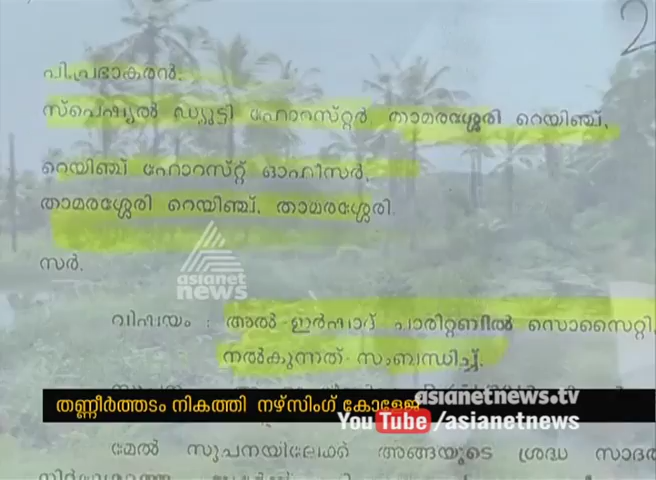 2
പി.പ്രഭാകരൻ.
സ്പെഷ്യൽ ഡ്യൂട്ടി ഫോറസ്റ്റർ, താമരശ്ശേരി റെയിഞ്ച്.
റെയിഞ്ച് ഫോറസ്റ്റ് ഓഫീസർ,
താമരശ്ശേരി റെയിഞ്ച്. താമരശ്ശേരി.
സർ.
asianet
news
വിഷയം : അൽ-ഇർഷാദ് ചാരിറ്റബിൾ സൊസൈറ്റി,
നൽകുന്നത്-സംബന്ധിച്ച്.
തണ്ണീർത്തടം നികത്തി നഴ്സിംഗ് കോളേജ്
asianetnews.tv
YouTube /asianetnews
മേൽ സൂചനയിലേക്ക് അങ്ങയുടെ ശ്രദ്ധ